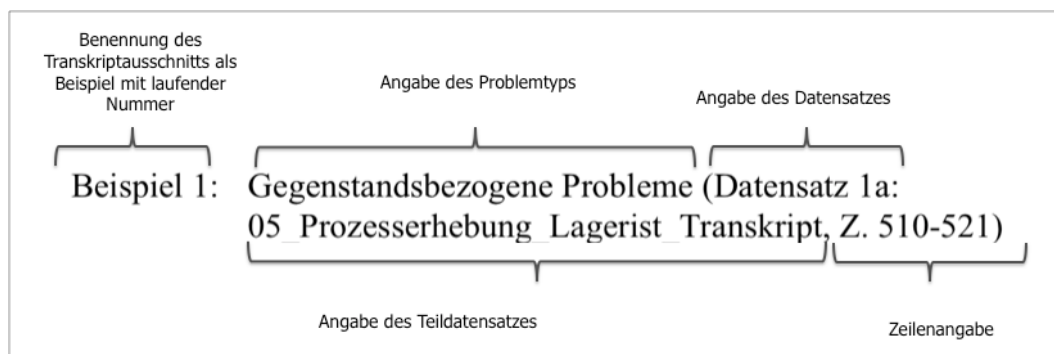 Benennung des
Transkriptausschnitts als
Beispiel mit laufender
Nummer
Angabe des Problemtyps
Angabe des Datensatzes
Beispiel 1: Gegenstandsbezogene Probleme (Datensatz 1a:
05_Prozesserhebung_Lagerist_Transkript, Z. 510-521)
Angabe des Teildatensatzes
Zeilenangabe